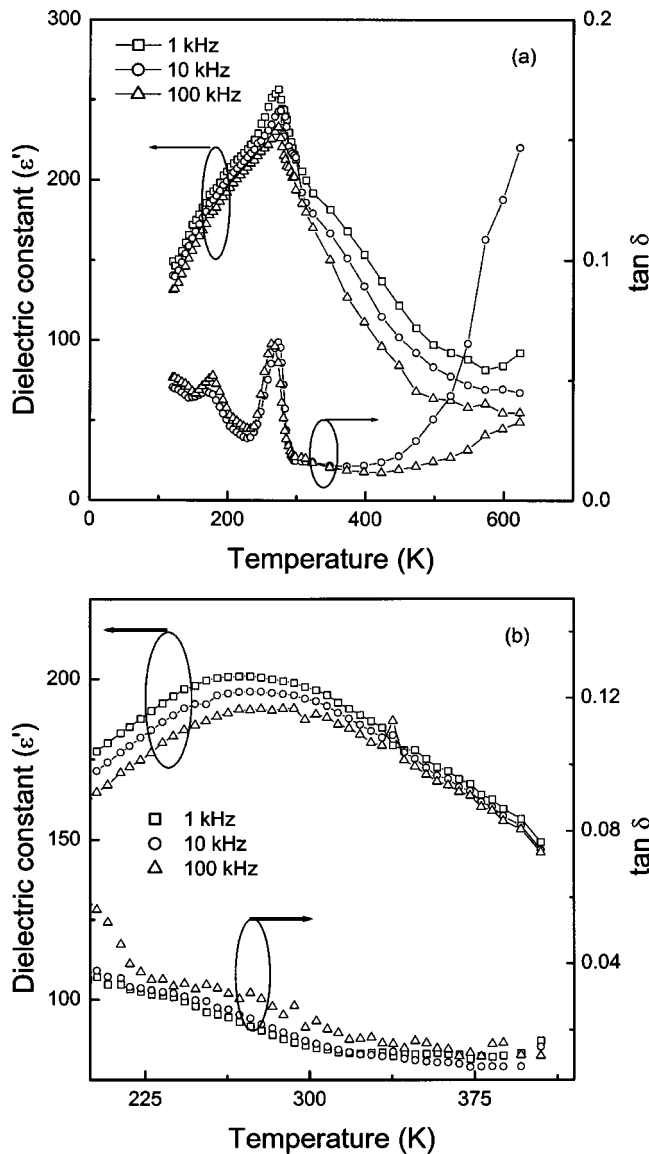 (a)
1 kHz
10 kHz
100 kHz
300
200
100
0
0.2
0.1
0.0
0 200 400 600
Dielectric constant (ε')
tan δ
Temperature (K)
(b)
200
150
100
0.12
0.08
0.04
1 kHz
10 kHz
100 kHz
225 300 375
Dielectric constant (ε')
tan δ
Temperature (K)